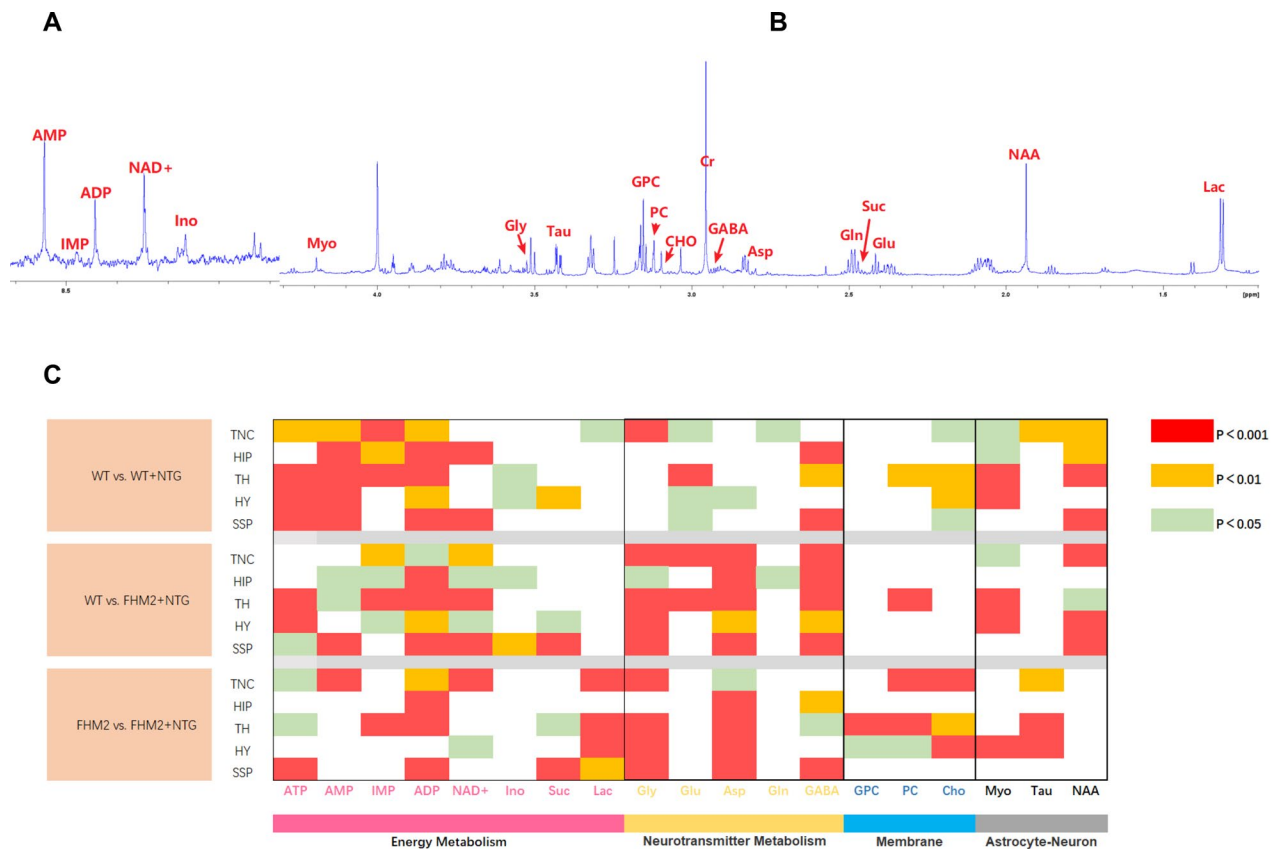 A
B
AMP
IMP
ADP
NAD+
Ino
Myo
Gly
Tau
GPC
PC
CHO
Cr
GABA
Asp
Gln
Suc
Glu
NAA
Lac
8.5
4.0
3.5
3.0
2.5
2.0
1.5
[ppm]
C
WT vs. WT+NTG
TNC
HIP
TH
HY
SSP
WT vs. FHM2+NTG
TNC
HIP
TH
HY
SSP
FHM2 vs. FHM2+NTG
TNC
HIP
TH
HY
SSP
P<0.001
P<0.01
P<0.05
ATP AMP IMP ADP NAD+ Ino Suc Lac Gly Glu Asp Gln GABA GPC PC Cho Myo Tau NAA
Energy Metabolism Neurotransmitter Metabolism Membrane Astrocyte-Neuron